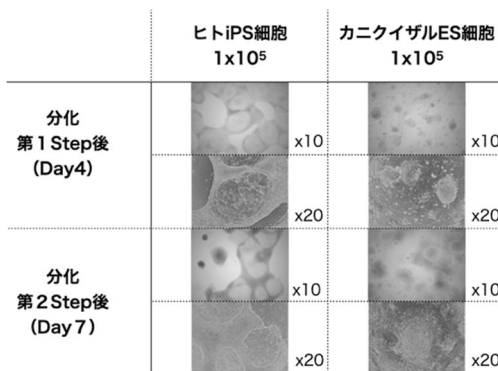 ヒトiPS細胞
1x10⁵
カニクイザルES細胞
1x10⁵
分化
第1Step後
(Day4)
x10
x10
x20
x20
分化
第2Step後
(Day7)
x10
x10
x20
x20